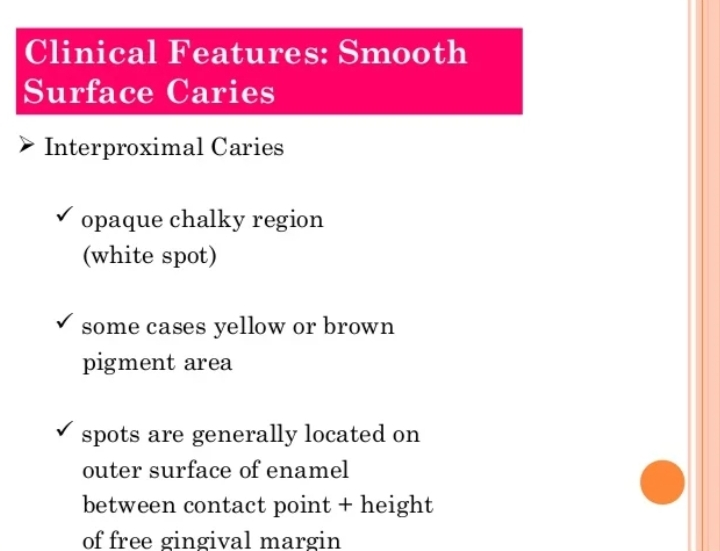 Clinical Features: Smooth
Surface Caries
➢ Interproximal Caries
✓ opaque chalky region
(white spot)
✓ some cases yellow or brown
pigment area
✓ spots are generally located on
outer surface of enamel
between contact point + height
of free gingival margin